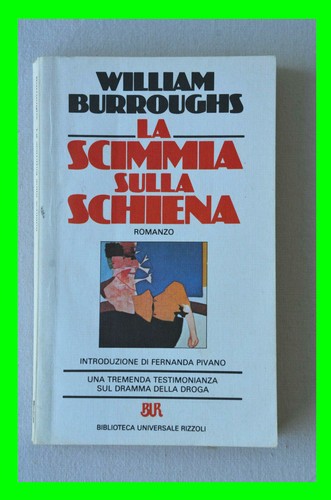 WILLIAM
BURROUGHS
LA
SCIMMIA
SULLA
SCHIENA
ROMANZO
INTRODUZIONE DI FERNANDA PIVANO
UNA TREMENDA TESTIMONIANZA
SUL DRAMMA DELLA DROGA
BUR
BIBLIOTECA UNIVERSALE RIZZOLI